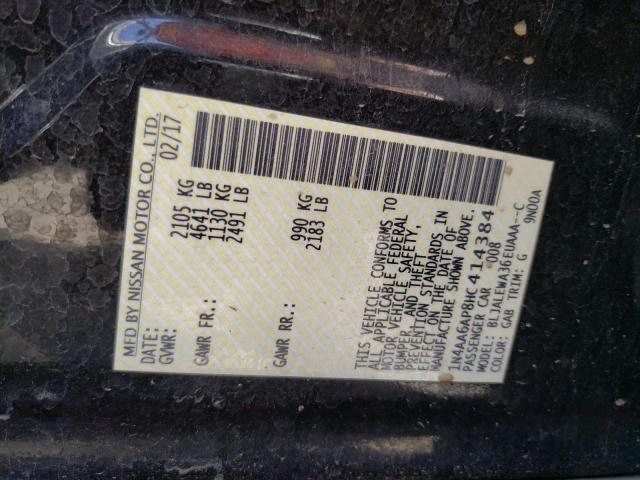 MFD BY NISSAN MOTOR CO., LTD.
DATE: 02/17
GVWR: 2105 KG
4641 LB
GAWR FR.: 1130 KG
2491 LB
GAWR RR.: 990 KG
2183 LB
THIS VEHICLE CONFORMS TO
ALL APPLICABLE FEDERAL
MOTOR VEHICLE SAFETY,
BUMPER, AND THEFT
PREVENTION STANDARDS IN
EFFECT ON THE DATE OF
MANUFACTURE SHOWN ABOVE.
1N4AA6AP8HC414384
PASSENGER CAR 008
MODEL: BLJALEWA36EUAAA--C
COLOR: GAB TRIM: G 9N00A